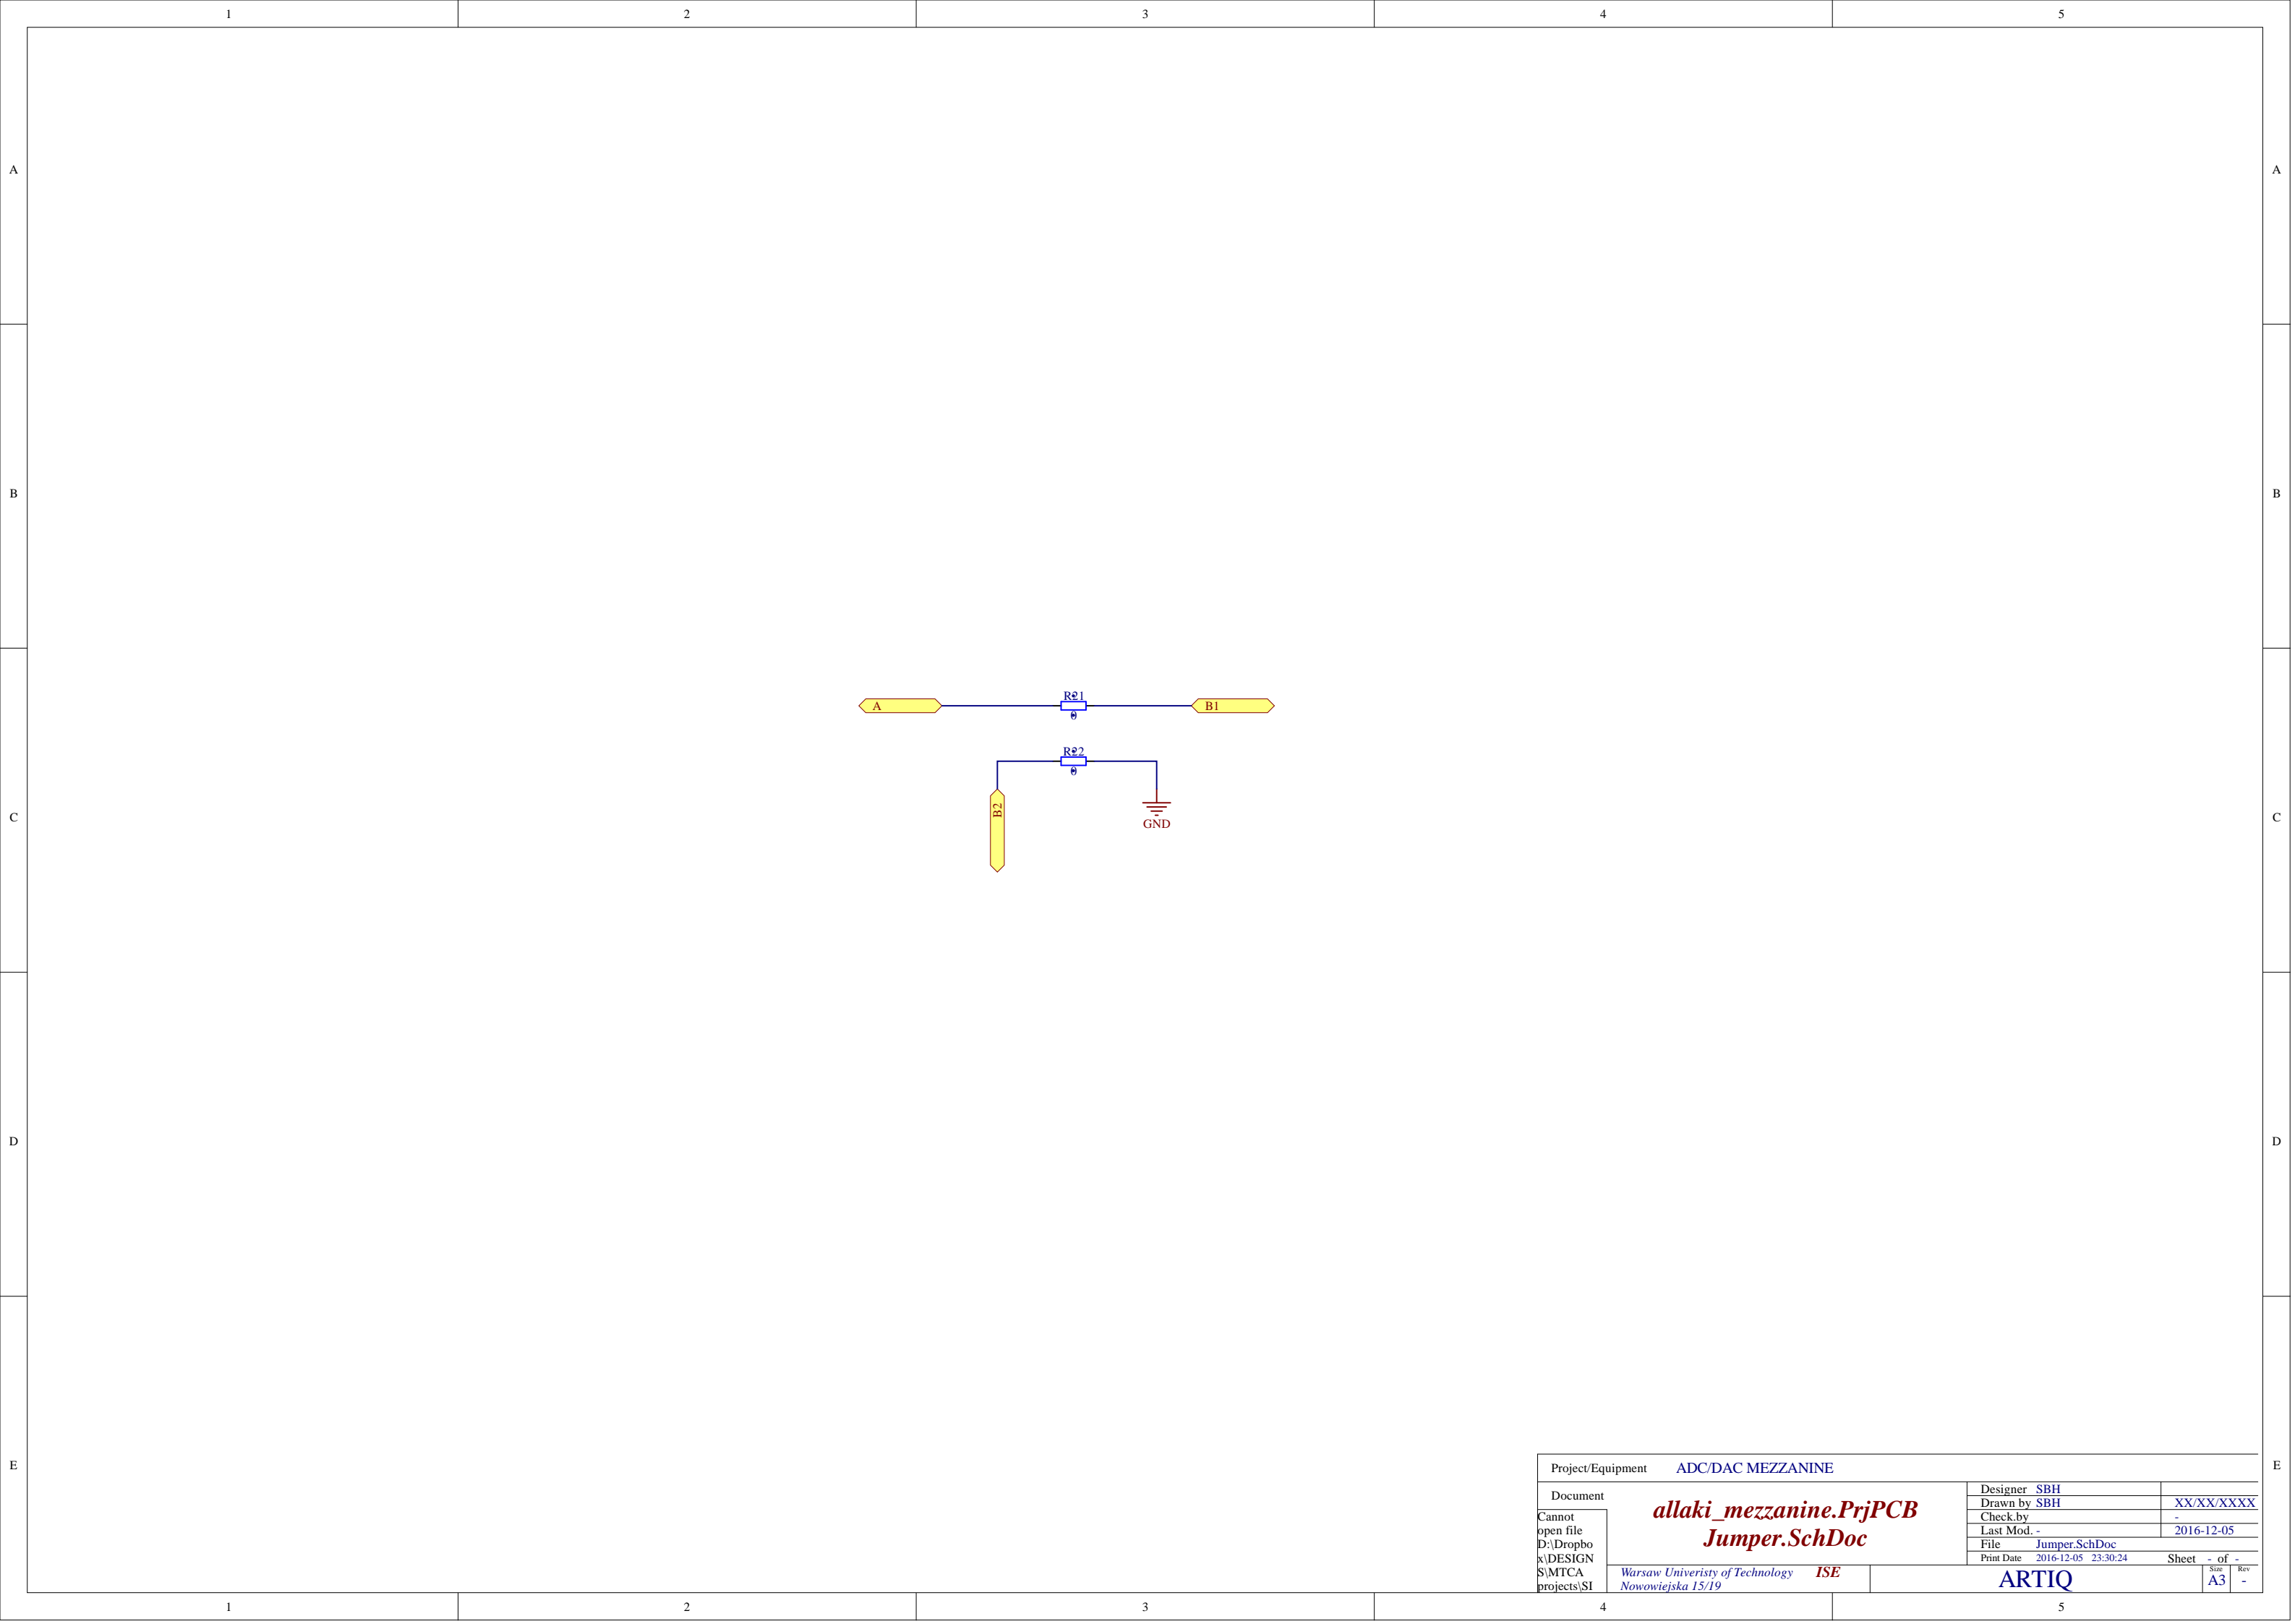 1 2 3 4 5
A A
B B
R21
A B1
0
R22
0
B2
GND
C C
D D
E E
Project/Equipment ADC/DAC MEZZANINE
Document
allaki_mezzanine.PrjPCB
Jumper.SchDoc
Cannot
open file
D:\Dropbo
x\DESIGN
S\MTCA
projects\SI
Designer SBH
Drawn by SBH XX/XX/XXXX
Check.by -
Last Mod. - 2016-12-05
File Jumper.SchDoc
Print Date 2016-12-05 23:30:24 Sheet - of -
Warsaw Univeristy of Technology ISE
Nowowiejska 15/19
ARTIQ
Size Rev
A3 -
1 2 3 4 5